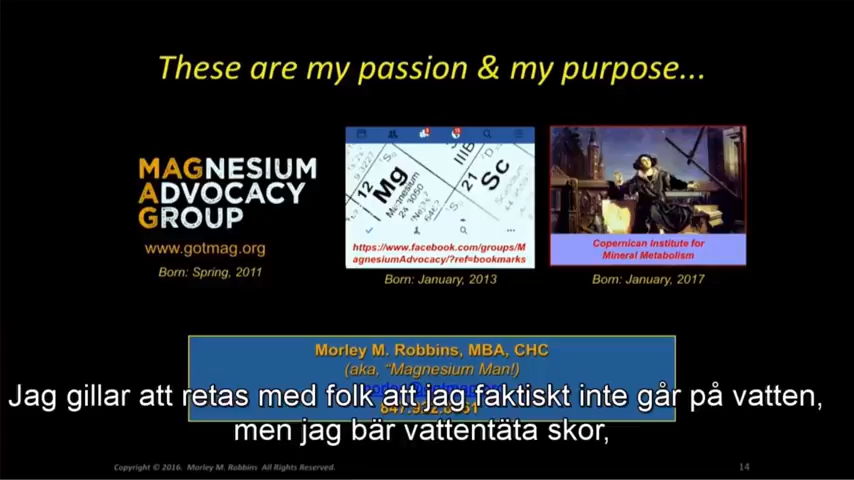 These are my passion & my purpose...
MAGNESIUM
ADVOCACY
GROUP
www.gotmag.org
Born: Spring, 2011
12
Mg
Magnesium
24.3050
IIIB
21
Sc
https://www.facebook.com/groups/M
agnesiumAdvocacy/?ref=bookmarks
Born: January, 2013
Copernican Institute for
Mineral Metabolism
Born: January, 2017
Morley M. Robbins, MBA, CHC
(aka, "Magnesium Man!)
Jag gillar att retas med folk att jag faktiskt inte går på vatten,
men jag bär vattentäta skor,
Copyright © 2016. Morley M. Robbins All Rights Reserved.
14